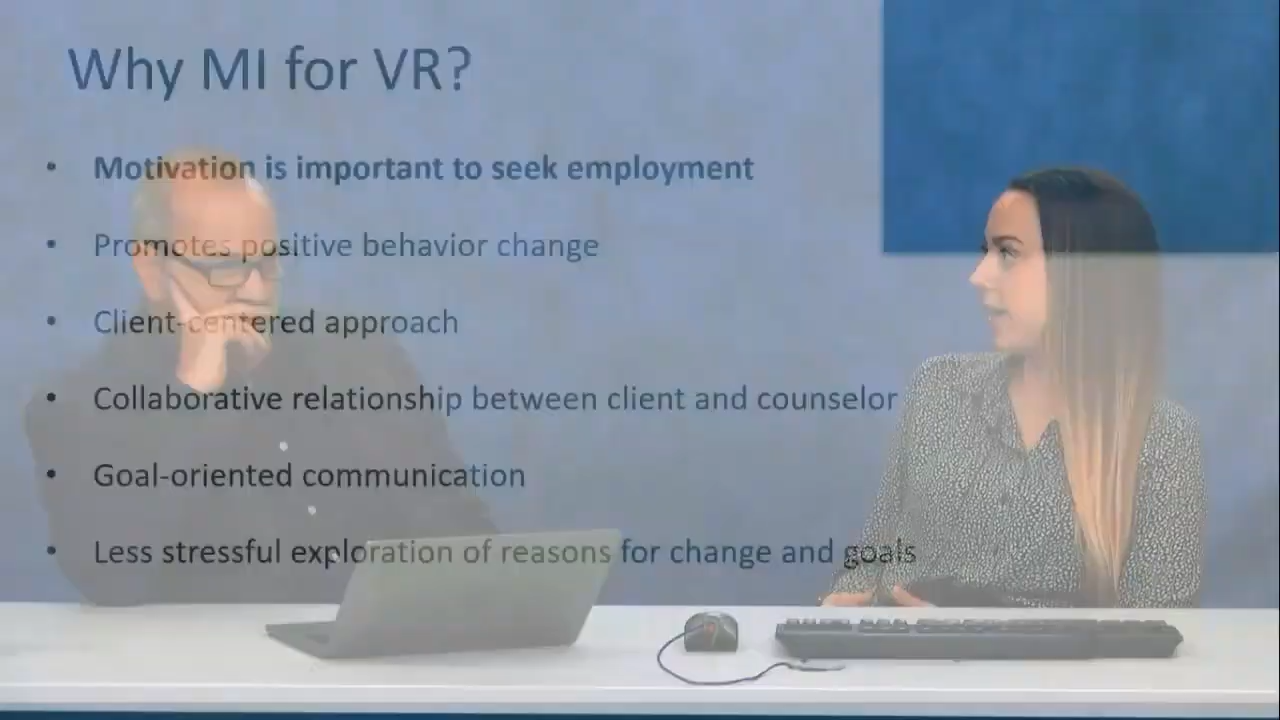 Why MI for VR?
• Motivation is important to seek employment
• Promotes positive behavior change
• Client-centered approach
• Collaborative relationship between client and counselor
• Goal-oriented communication
• Less stressful exploration of reasons for change and goals